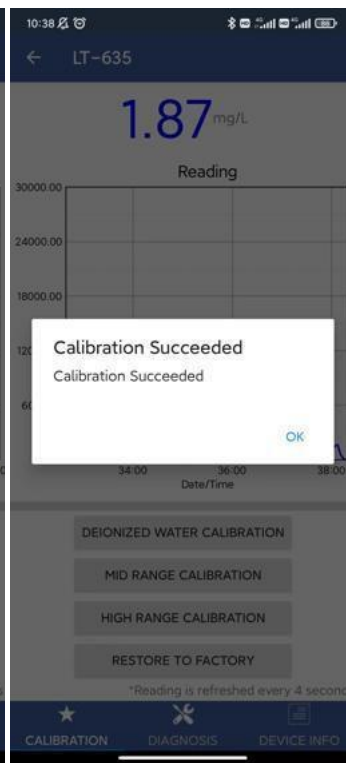 10:38
LT-635
1.87 mg/L
Reading
30000.00
24000.00
18000.00
Calibration Succeeded
Calibration Succeeded
OK
34:00 36:00 38:00
Date/Time
DEIONIZED WATER CALIBRATION
MID RANGE CALIBRATION
HIGH RANGE CALIBRATION
RESTORE TO FACTORY
*Reading is refreshed every 4 second
CALIBRATION DIAGNOSIS DEVICE INFO